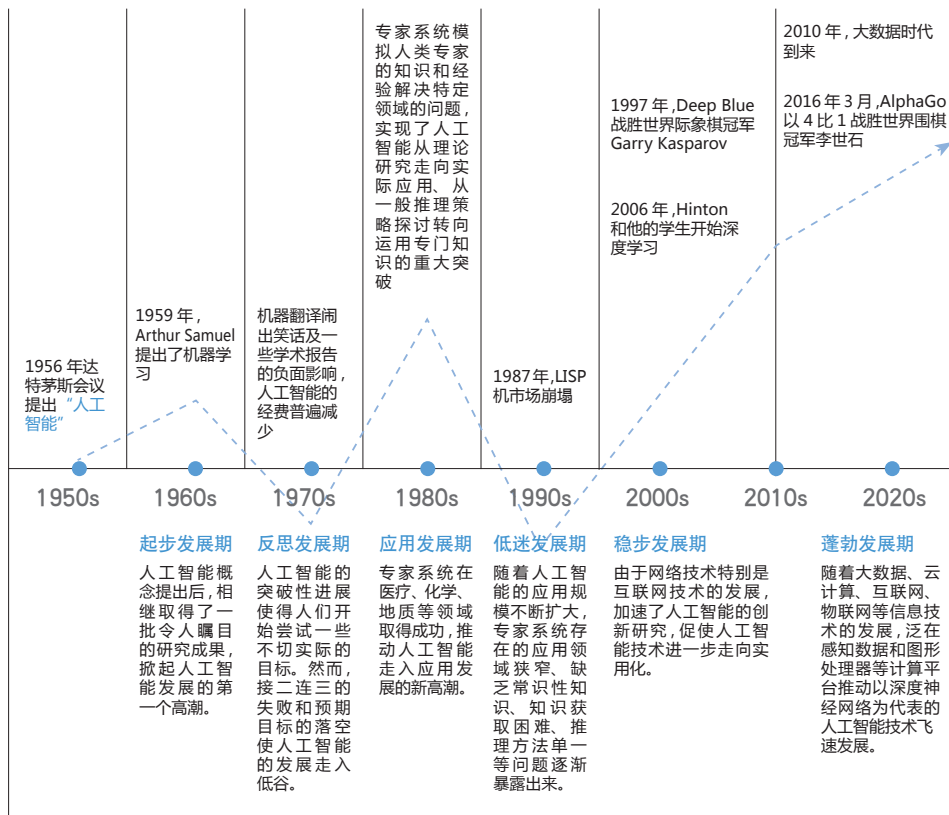 1956 年达
特茅斯会议
提出“人工
智能”
1959 年，
Arthur Samuel
提出了机器学
习
机器翻译闹
出笑话及一
些学术报告
的负面影响，
人工智能的
经费普遍减
少
专家系统模
拟人类专家
的知识和经
验解决特定
领域的问题，
实现了人工
智能从理论
研究走向实
际应用、从
一般推理策
略探讨转向
运用专门知
识的重大突
破
1987年，LISP
机市场崩塌
1997 年，Deep Blue
战胜世界际象棋冠军
Garry Kasparov
2006 年，Hinton
和他的学生开始深
度学习
2010 年，大数据时代
到来
2016 年 3 月，AlphaGo
以 4 比 1 战胜世界围棋
冠军李世石
1950s
1960s
1970s
1980s
1990s
2000s
2010s
2020s
起步发展期
人工智能概
念提出后，相
继取得了一
批令人瞩目
的研究成果，
掀起人工智
能发展的第
一个高潮。
反思发展期
人工智能的
突破性进展
使得人们开
始尝试一些
不切实际的
目标。然而，
接二连三的
失败和预期
目标的落空
使人工智能
的发展走入
低谷。
应用发展期
专家系统在
医疗、化学、
地质等领域
取得成功，推
动人工智能
走入应用发
展的新高潮。
低迷发展期
随着人工智
能的应用规
模不断扩大，
专家系统存
在的应用领
域狭窄、缺
乏常识性知
识、知识获
取困难、推
理方法单一
等问题逐渐
暴露出来。
稳步发展期
由于网络技术特别是
互联网技术的发展，
加速了人工智能的创
新研究，促使人工智
能技术进一步走向实
用化。
蓬勃发展期
随着大数据、云
计算、互联网、
物联网等信息技
术的发展，泛在
感知数据和图形
处理器等计算平
台推动以深度神
经网络为代表的
人工智能技术飞
速发展。